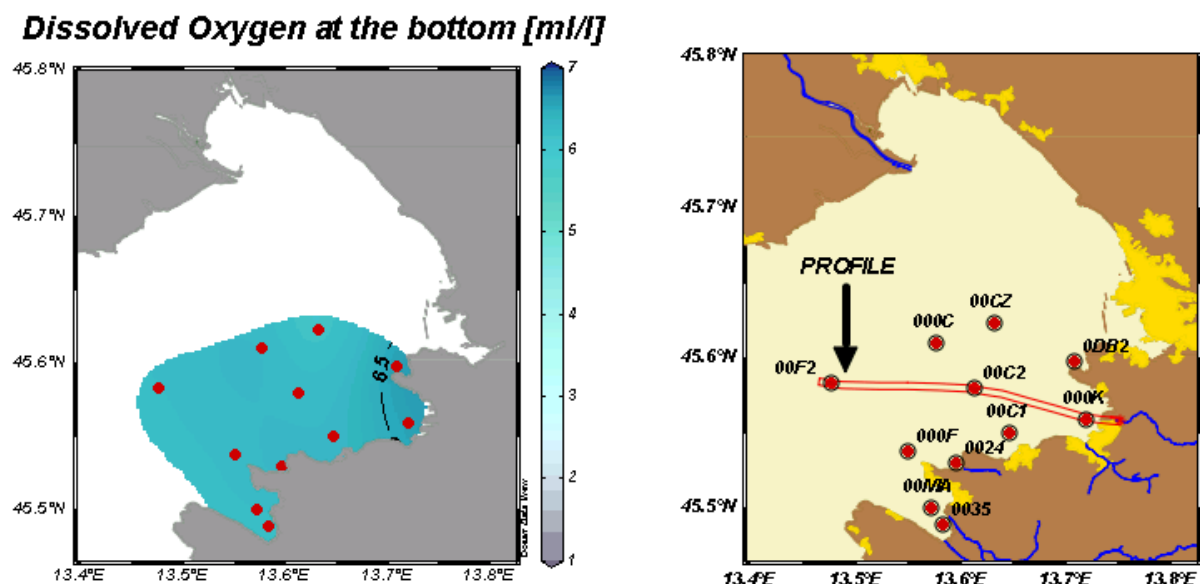 Dissolved Oxygen at the bottom [ml/l]
45.8°N
45.7°N
45.6°N
45.5°N
13.4°E
13.5°E
13.6°E
13.7°E
13.8°E
6.5
7
6
5
4
3
2
1
Ocean Data View
45.8°N
45.7°N
45.6°N
45.5°N
13.4°E
13.5°E
13.6°E
13.7°E
13.8°E
PROFILE
00CZ
000C
0DB2
00F2
00C2
000K
00C1
000F
0024
00MA
0035